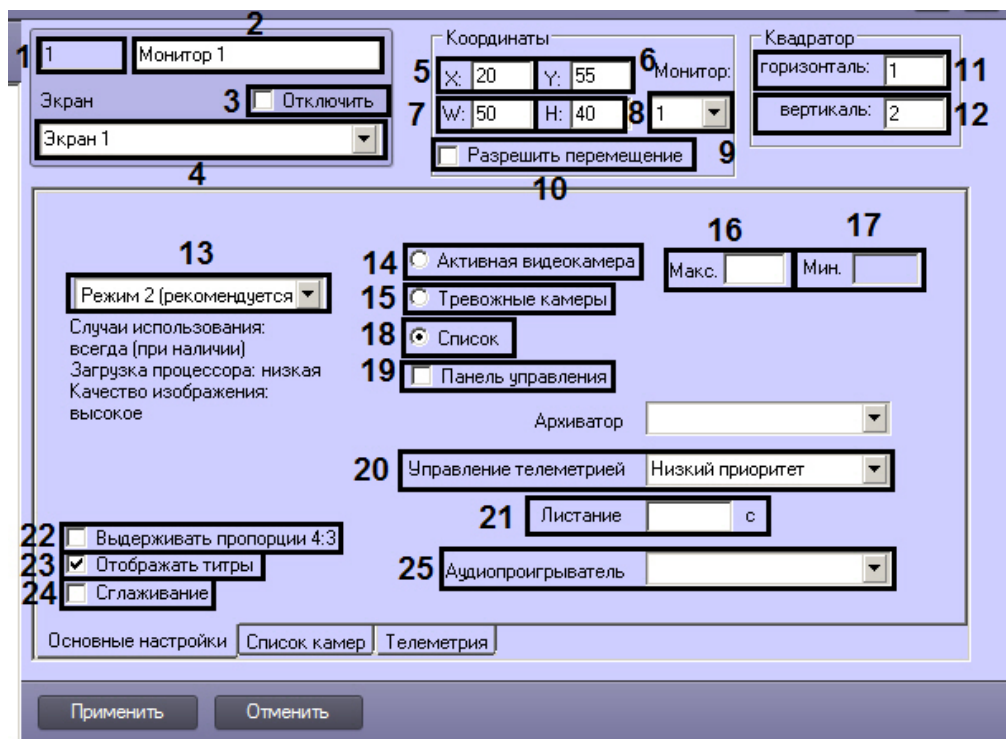 2
1 1 Монитор 1
Экран 3 Отключить
Экран 1
4
Координаты
5 X: 20 Y: 55 6 Монитор:
7 W: 50 H: 40 8 1
Разрешить перемещение 9
10
Квадратор
горизонталь: 1 11
вертикаль: 2 12
13
Режим 2 (рекомендуется
Случаи использования:
всегда (при наличии)
Загрузка процессора: низкая
Качество изображения:
высокое
14 Активная видеокамера
15 Тревожные камеры
16 17
Макс. Мин.
18 Список
19 Панель управления
Архиватор
20 Управление телеметрией Низкий приоритет
21 Листание с
22 Выдерживать пропорции 4:3
23 Отображать титры
24 Сглаживание
25 Аудиопроигрыватель
Основные настройки Список камер Телеметрия
Применить Отменить